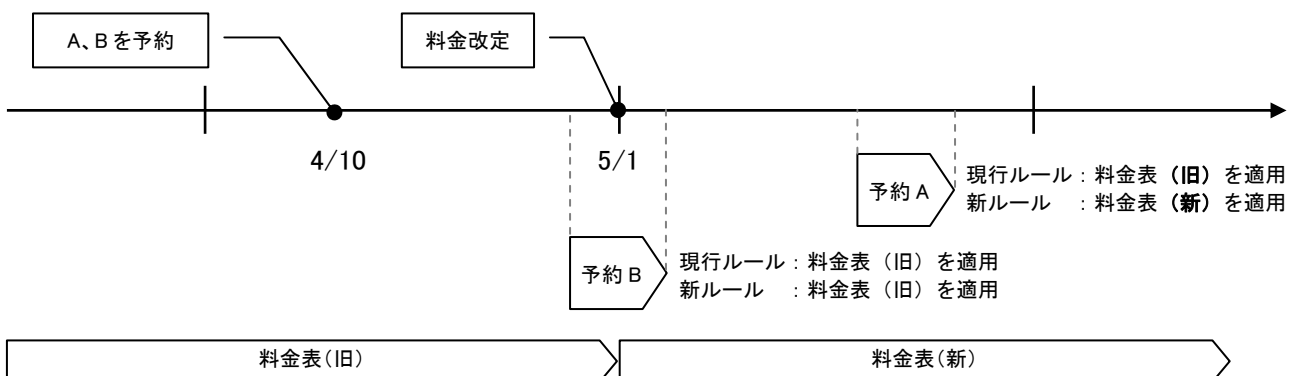 A、B を予約
料金改定
4/10
5/1
予約 A
現行ルール：料金表（旧）を適用
新ルール　：料金表（新）を適用
予約 B
現行ルール：料金表（旧）を適用
新ルール　：料金表（旧）を適用
料金表（旧）
料金表（新）